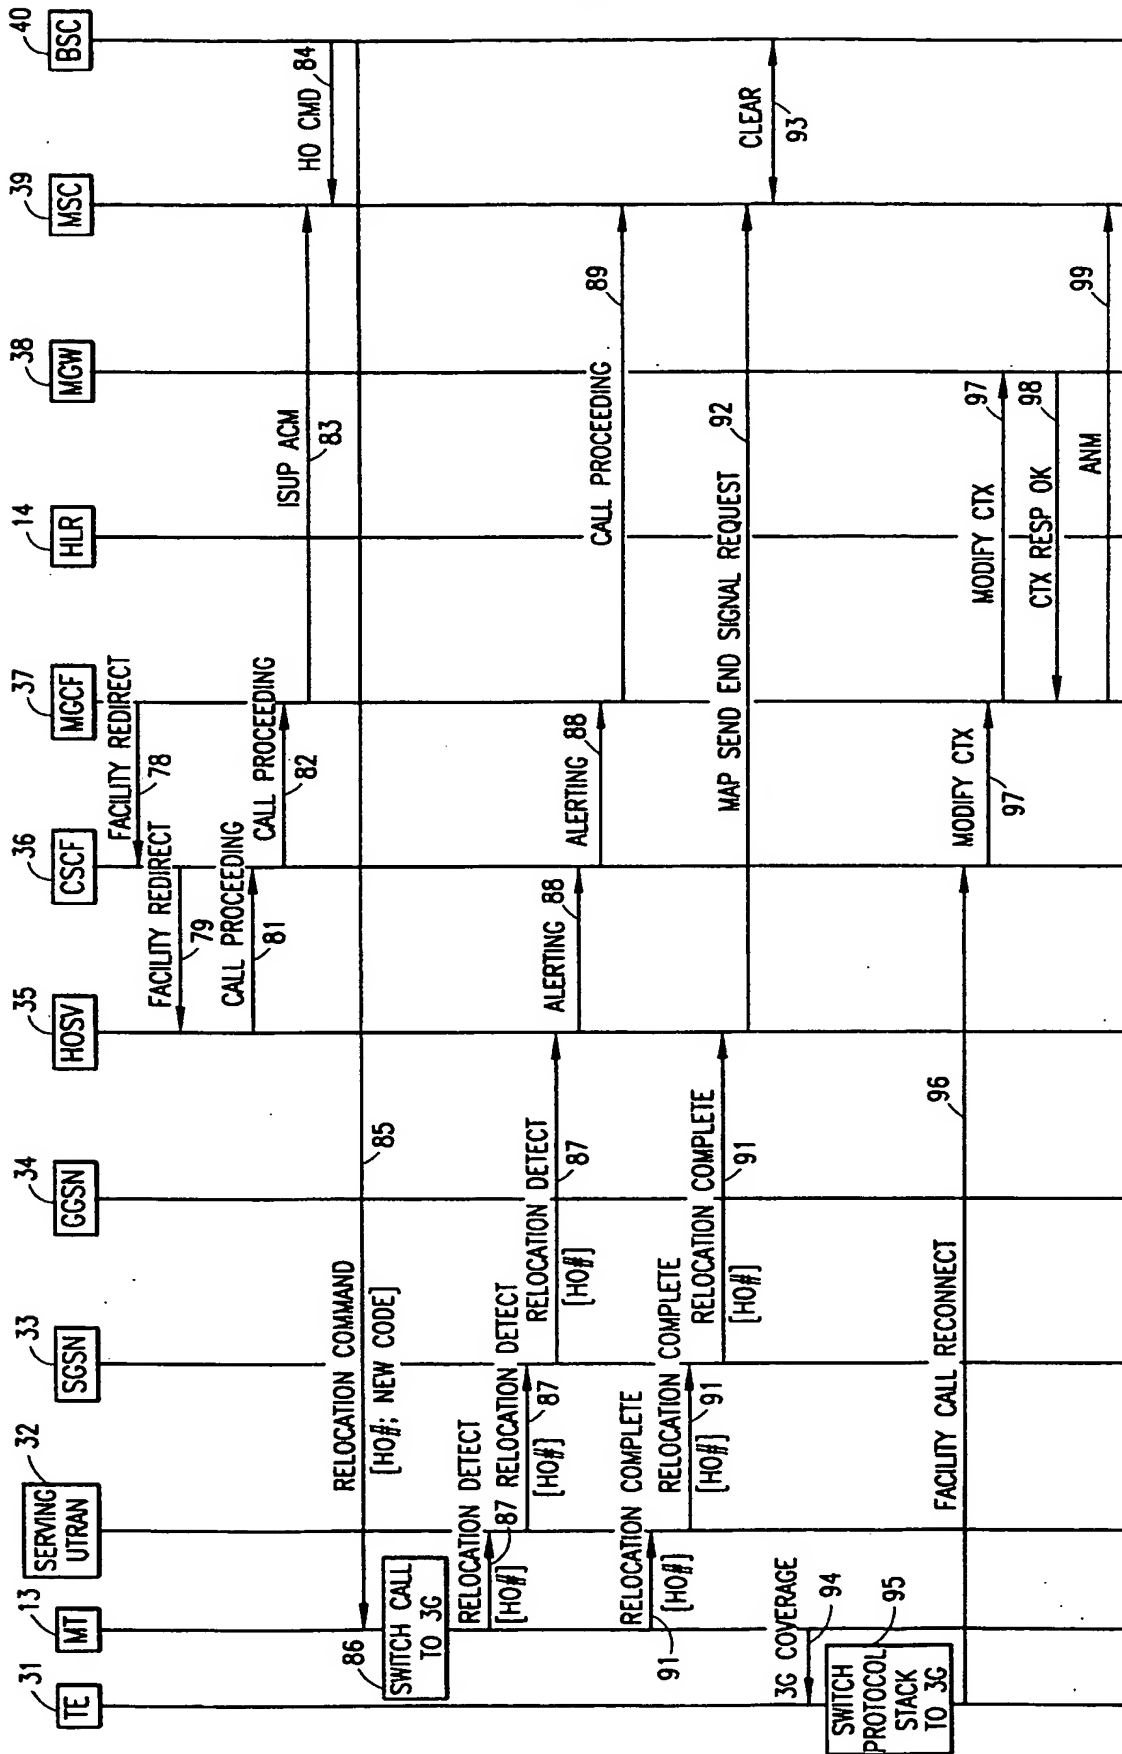 31
TE
13
MT
32
SERVING
UTRAN
33
SGSN
34
GGSN
35
HOSV
36
CSCF
37
MGCF
14
HLR
38
MGW
39
MSC
40
BSC
FACILITY REDIRECT
78
FACILITY REDIRECT
79
CALL PROCEEDING
81
CALL PROCEEDING
82
ISUP ACM
83
HO CMD
84
RELOCATION COMMAND
[HO#; NEW CODE]
85
86
SWITCH CALL
TO 3G
RELOCATION DETECT
87
[HO#]
RELOCATION DETECT
87
[HO#]
RELOCATION DETECT
87
[HO#]
ALERTING
88
ALERTING
88
CALL PROCEEDING
89
RELOCATION COMPLETE
91
[HO#]
RELOCATION COMPLETE
91
[HO#]
RELOCATION COMPLETE
91
[HO#]
MAP SEND END SIGNAL REQUEST
92
CLEAR
93
3G COVERAGE
94
95
SWITCH
PROTOCOL
STACK
TO 3G
FACILITY CALL RECONNECT
96
MODIFY CTX
97
MODIFY CTX
97
CTX RESP OK
98
ANM
99